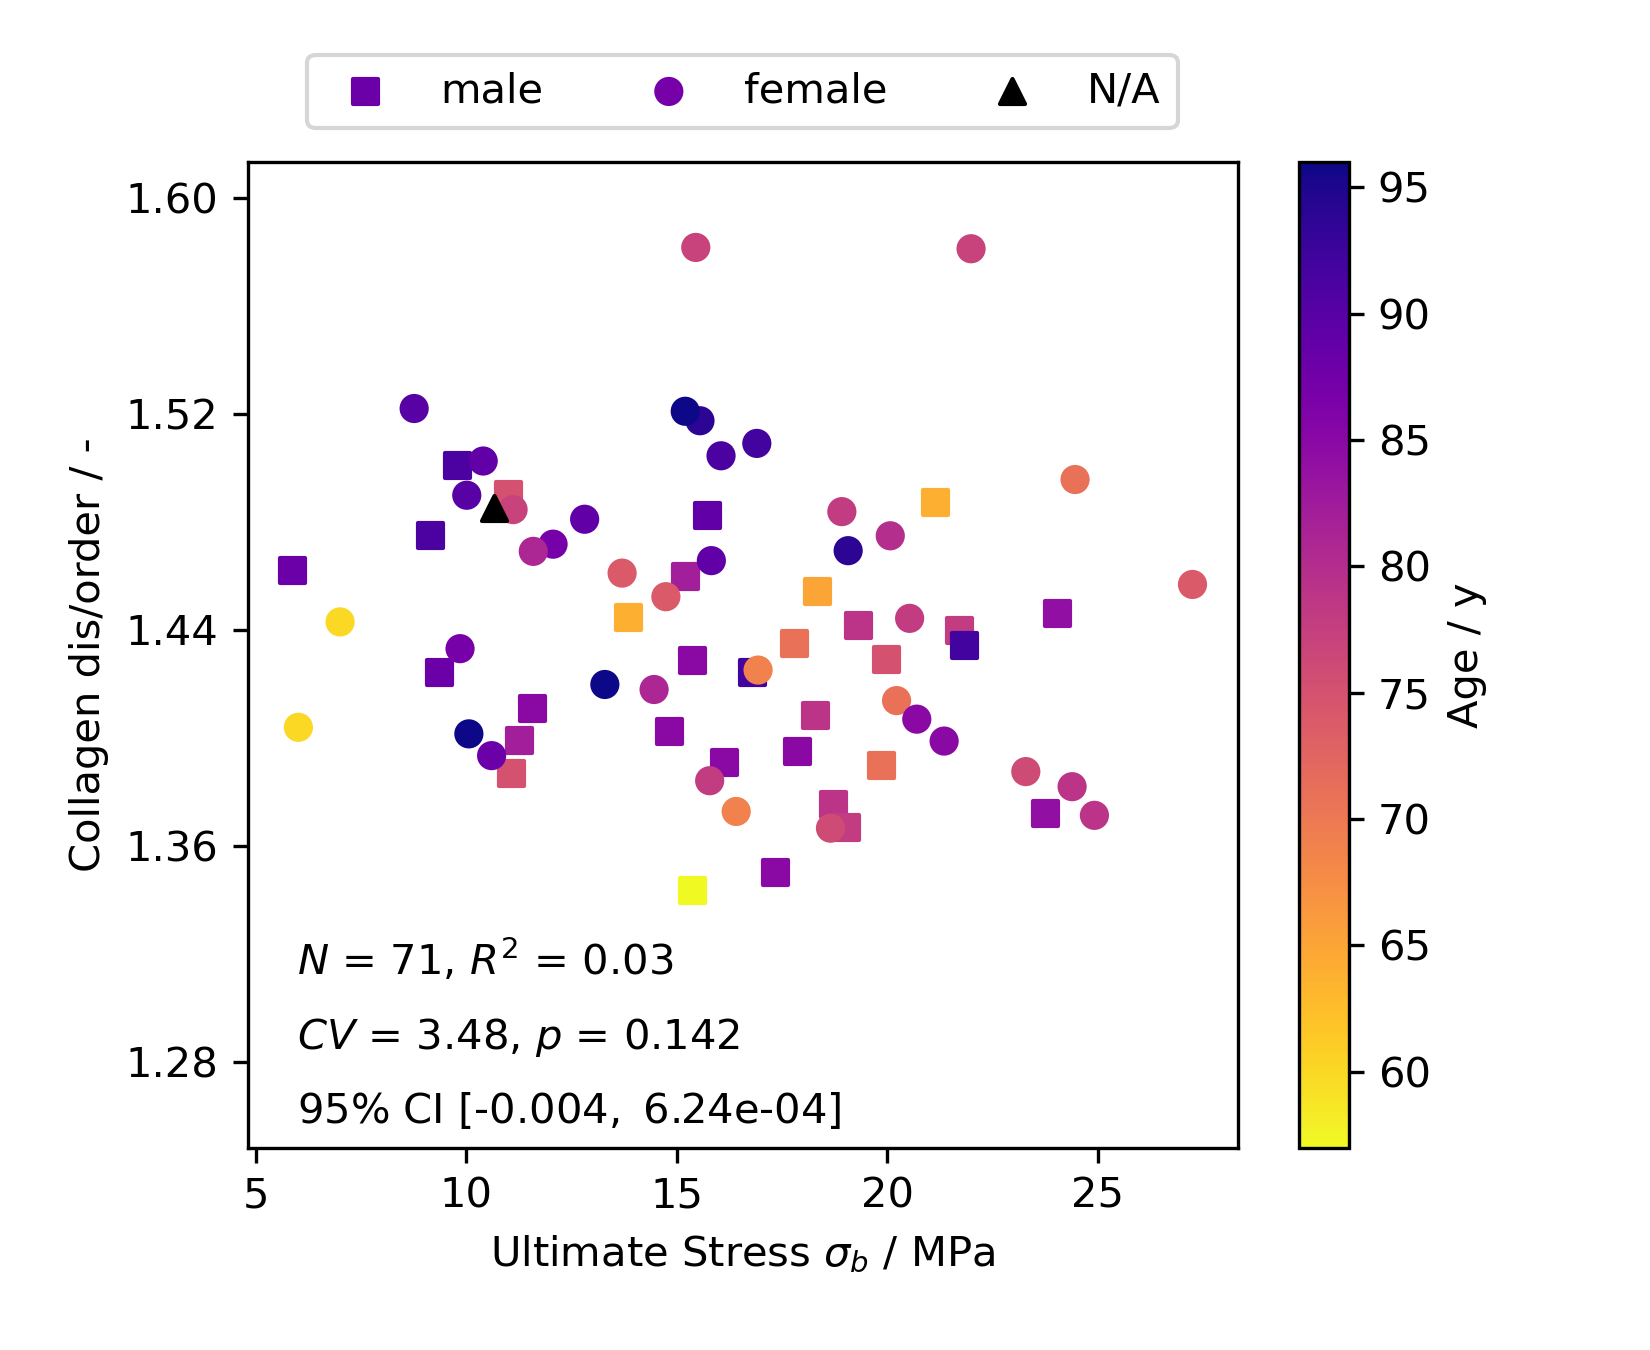 male female N/A
1.60
1.52
1.44
1.36
1.28
Collagen dis/order / -
N = 71, R² = 0.03
CV = 3.48, p = 0.142
95% CI [-0.004, 6.24e-04]
5 10 15 20 25
Ultimate Stress σ_b / MPa
95
90
85
80
75
70
65
60
Age / y